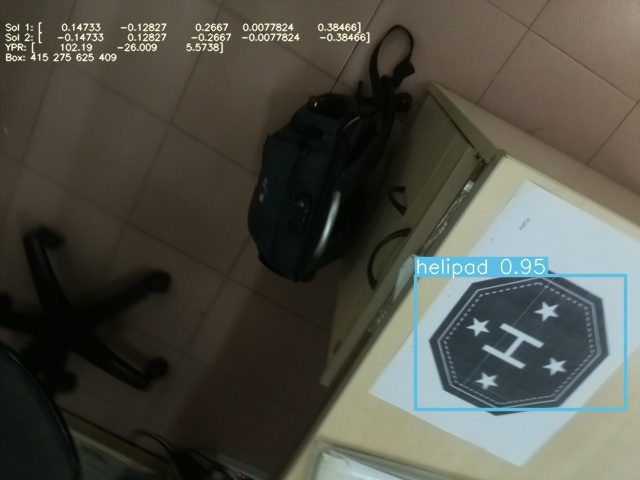 Sol 1: [ 0.14733 -0.12827 0.2667 0.0077824 0.38466]
Sol 2: [ -0.14733 0.12827 -0.2667 -0.0077824 -0.38466]
YPR: [ 102.19 -26.009 5.5738]
Box: 415 275 625 409
helipad 0.95
H